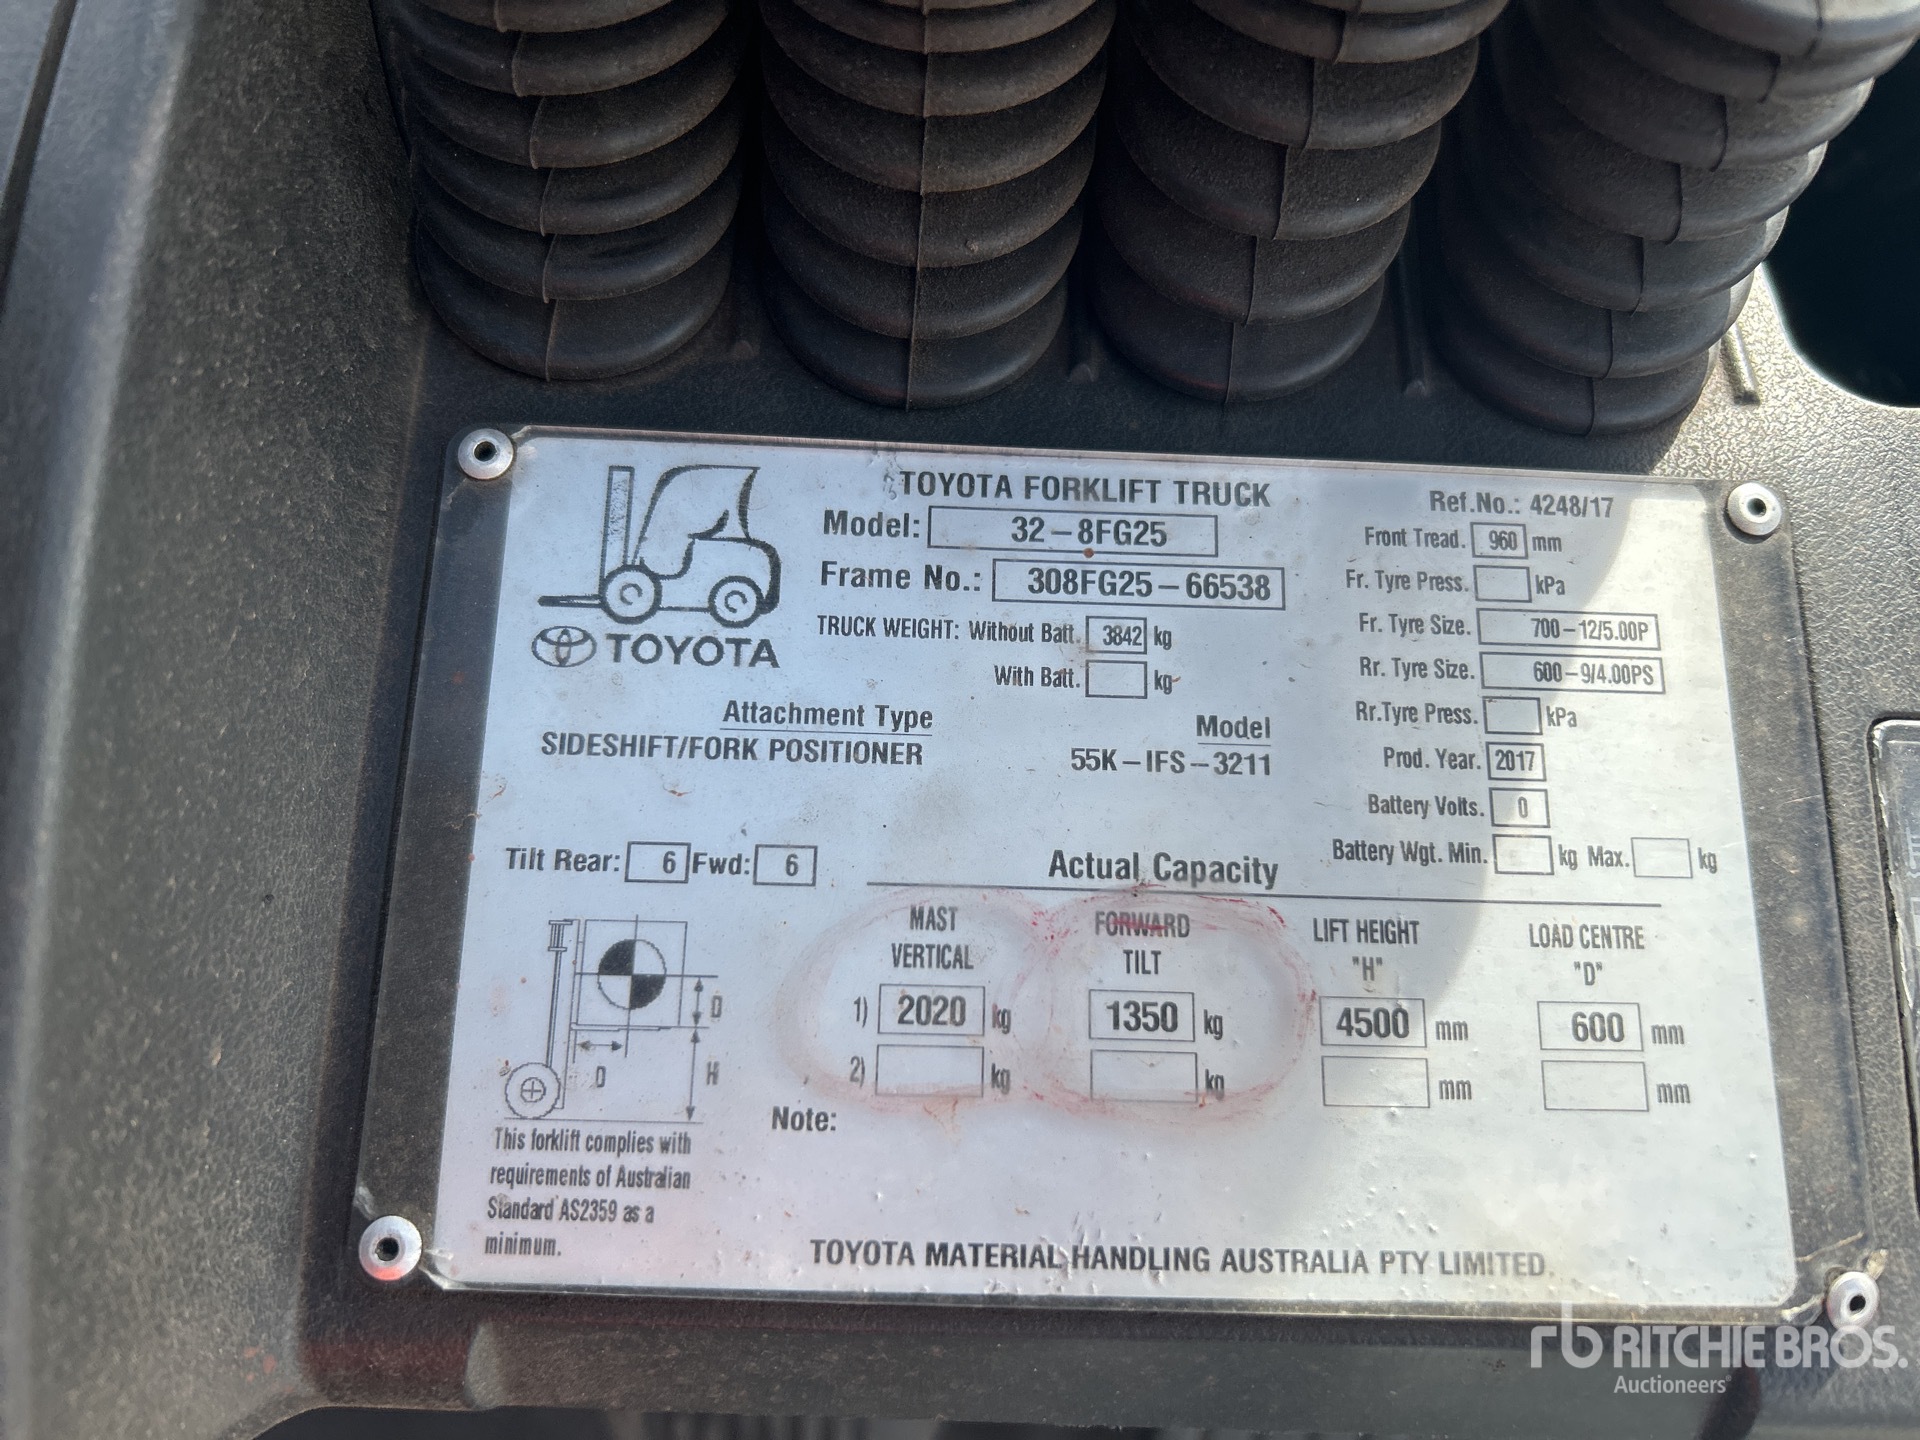 TOYOTA FORKLIFT TRUCK
Ref.No.: 4248/17
Model: 32-8FG25
Frame No.: 308FG25-66538
TRUCK WEIGHT: Without Batt. 3842 kg
With Batt. kg
TOYOTA
Front Tread. 960 mm
Fr. Tyre Press. kPa
Fr. Tyre Size. 700-12/5.00P
Rr. Tyre Size. 600-9/4.00PS
Rr.Tyre Press. kPa
Prod. Year. 2017
Battery Volts. 0
Battery Wgt. Min. kg Max. kg
Attachment Type
SIDESHIFT/FORK POSITIONER
Model
55K-IFS-3211
Tilt Rear: 6 Fwd: 6
Actual Capacity
MAST VERTICAL
FORWARD TILT
LIFT HEIGHT "H"
LOAD CENTRE "D"
1) 2020 kg 1350 kg 4500 mm 600 mm
2) kg kg mm mm
D
D
H
Note:
This forklift complies with
requirements of Australian
Standard AS2359 as a
minimum.
TOYOTA MATERIAL HANDLING AUSTRALIA PTY LIMITED.
rb RITCHIE BROS.
Auctioneers